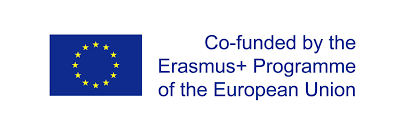 Co-funded by the
Erasmus+ Programme
of the European Union